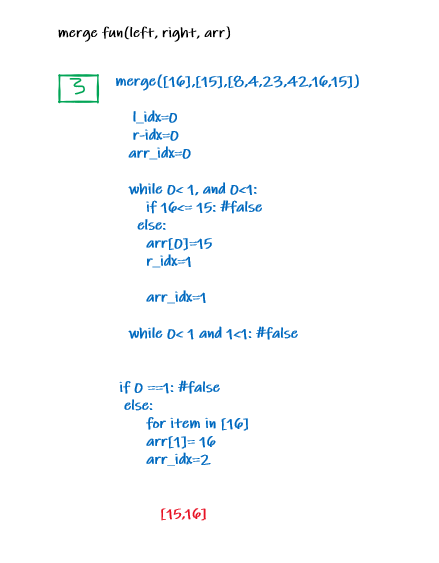 merge fun(left, right, arr)
3
merge([16],[15],[8,4,23,42,16,15])
l_idx=0
r-idx=0
arr_idx=0
while 0< 1, and 0<1:
if 16<= 15: #false
else:
arr[0]=15
r_idx=1
arr_idx=1
while 0< 1 and 1<1: #false
if 0 ==1: #false
else:
for item in [16]
arr[1]= 16
arr_idx=2
[15,16]